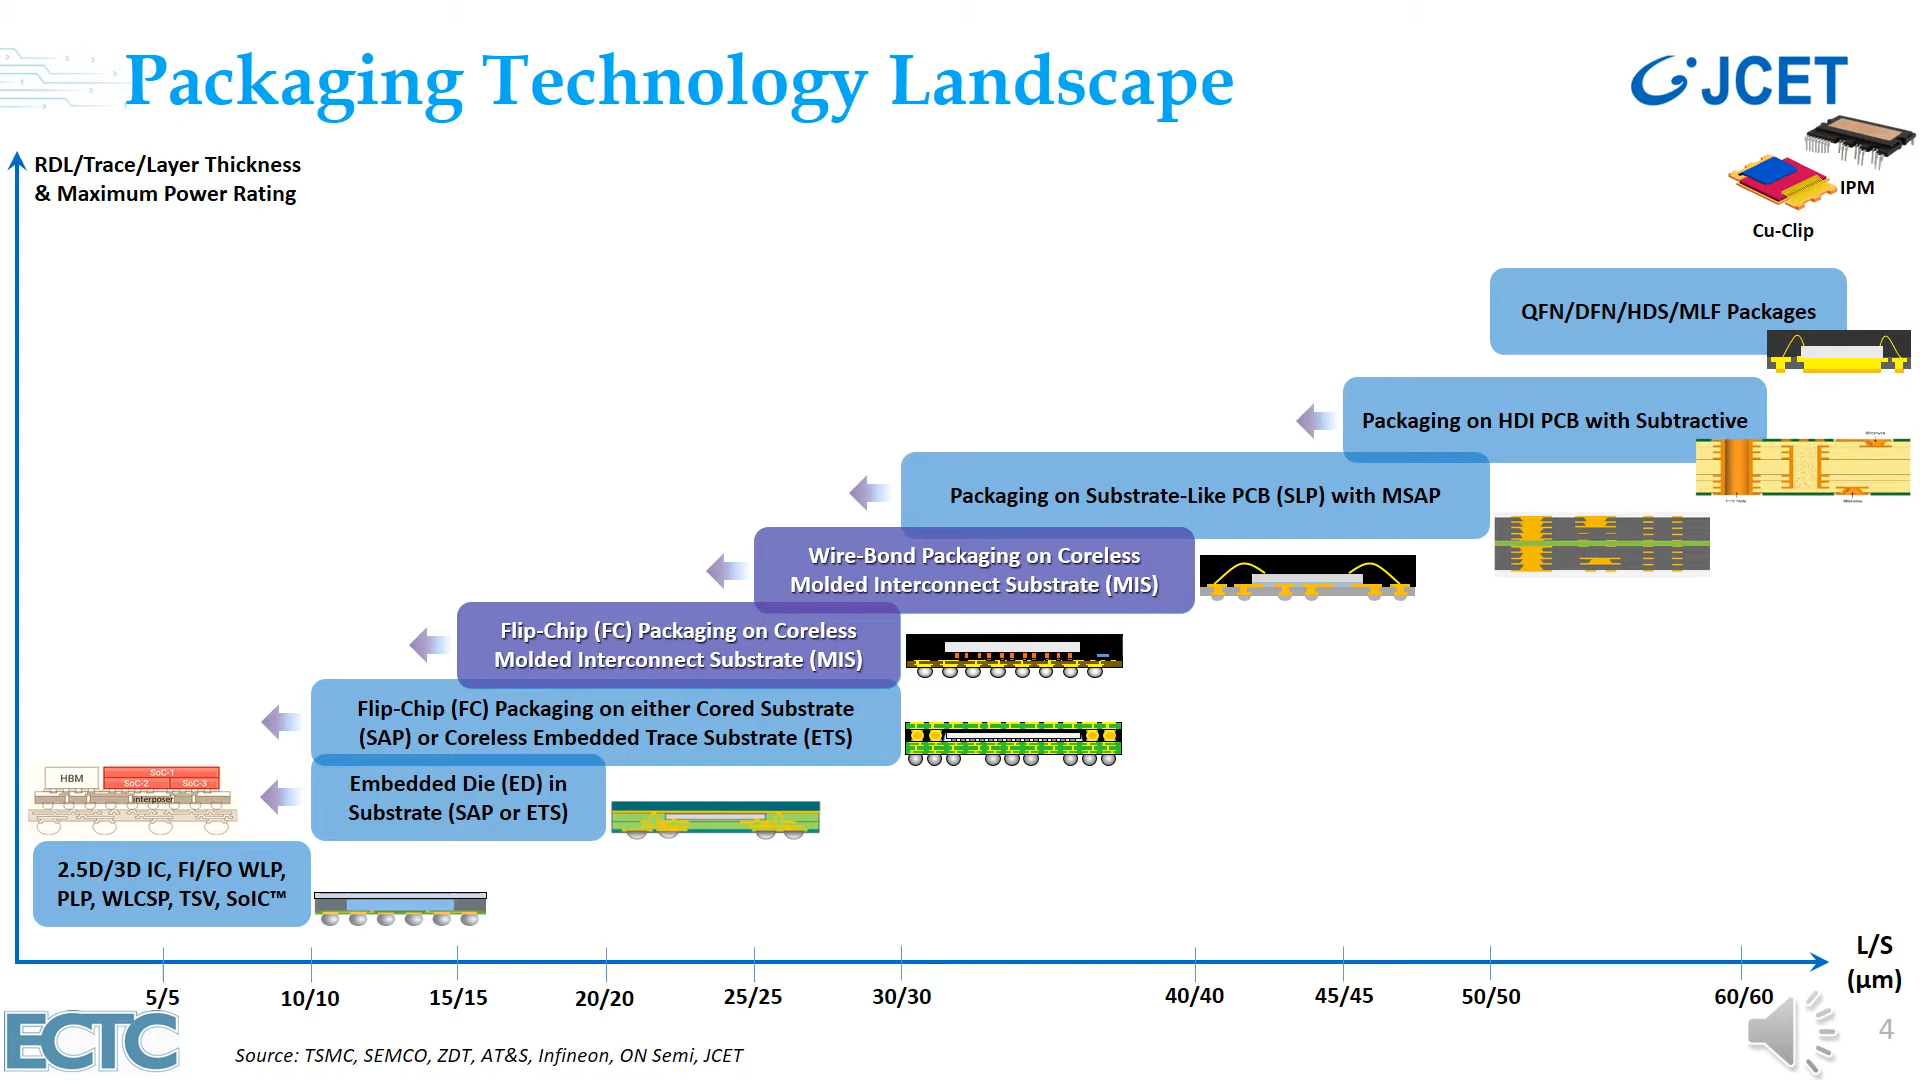 Packaging Technology Landscape
JCET
RDL/Trace/Layer Thickness
& Maximum Power Rating
IPM
Cu-Clip
QFN/DFN/HDS/MLF Packages
Packaging on HDI PCB with Subtractive
Packaging on Substrate-Like PCB (SLP) with MSAP
Wire-Bond Packaging on Coreless
Molded Interconnect Substrate (MIS)
Flip-Chip (FC) Packaging on Coreless
Molded Interconnect Substrate (MIS)
Flip-Chip (FC) Packaging on either Cored Substrate
(SAP) or Coreless Embedded Trace Substrate (ETS)
HBM
SoC-1
SoC-2
SoC-3
Interposer
Embedded Die (ED) in
Substrate (SAP or ETS)
2.5D/3D IC, FI/FO WLP,
PLP, WLCSP, TSV, SoIC™
L/S
(µm)
5/5
10/10
15/15
20/20
25/25
30/30
40/40
45/45
50/50
60/60
ECTC
Source: TSMC, SEMCO, ZDT, AT&S, Infineon, ON Semi, JCET
4